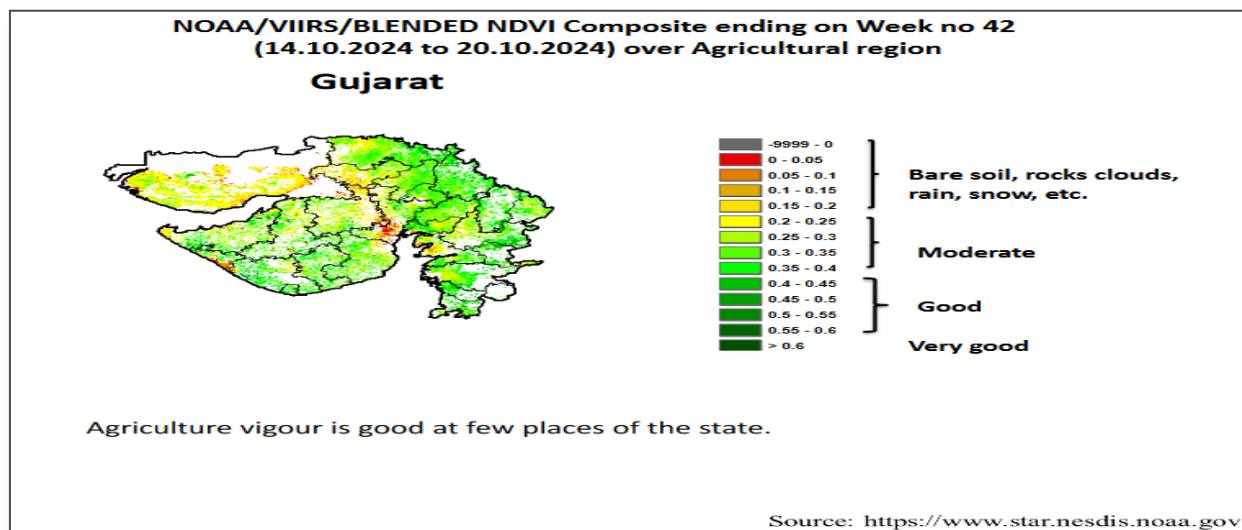 NOAA/VIIRS/BLENDED NDVI Composite ending on Week no 42
(14.10.2024 to 20.10.2024) over Agricultural region
Gujarat
-9999 - 0
0 - 0.05
0.05 - 0.1
0.1 - 0.15
0.15 - 0.2
0.2 - 0.25
0.25 - 0.3
0.3 - 0.35
0.35 - 0.4
0.4 - 0.45
0.45 - 0.5
0.5 - 0.55
0.55 - 0.6
> 0.6
Bare soil, rocks clouds,
rain, snow, etc.
Moderate
Good
Very good
Agriculture vigour is good at few places of the state.
Source: https://www.star.nesdis.noaa.gov